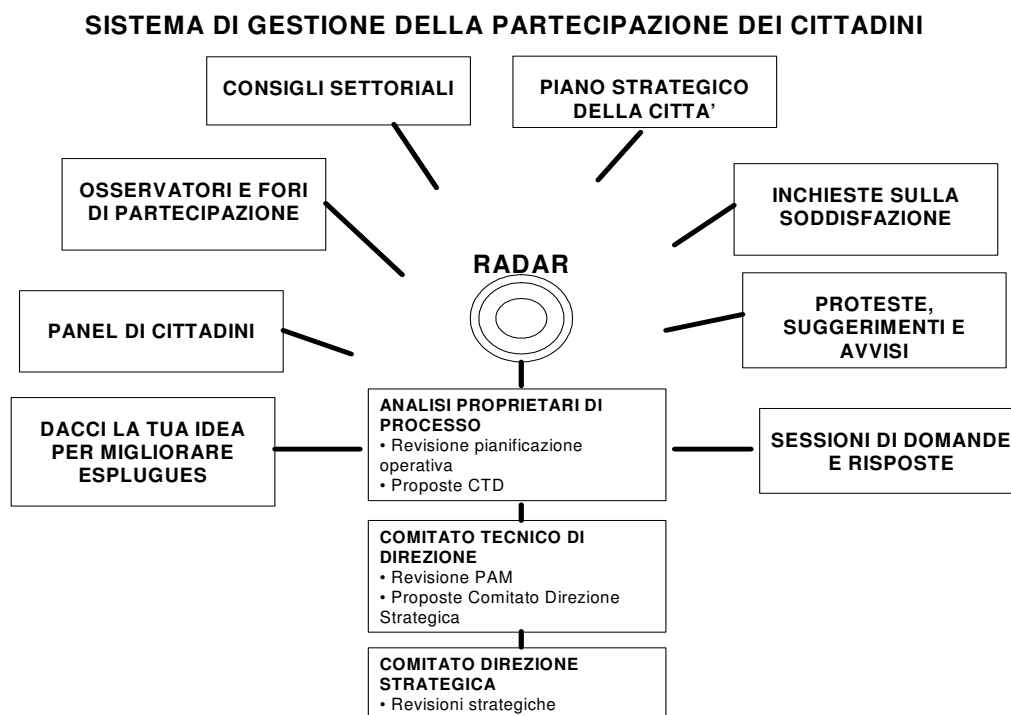 SISTEMA DI GESTIONE DELLA PARTECIPAZIONE DEI CITTADINI
CONSIGLI SETTORIALI
PIANO STRATEGICO
DELLA CITTA'
OSSERVATORI E FORI
DI PARTECIPAZIONE
INCHIESTE SULLA
SODDISFAZIONE
RADAR
PANEL DI CITTADINI
PROTESTE,
SUGGERIMENTI E
AVVISI
DACCI LA TUA IDEA
PER MIGLIORARE
ESPLUGUES
ANALISI PROPRIETARI DI
PROCESSO
• Revisione pianificazione
operativa
• Proposte CTD
SESSIONI DI DOMANDE
E RISPOSTE
COMITATO TECNICO DI
DIREZIONE
• Revisione PAM
• Proposte Comitato Direzione
Strategica
COMITATO DIREZIONE
STRATEGICA
• Revisioni strategiche